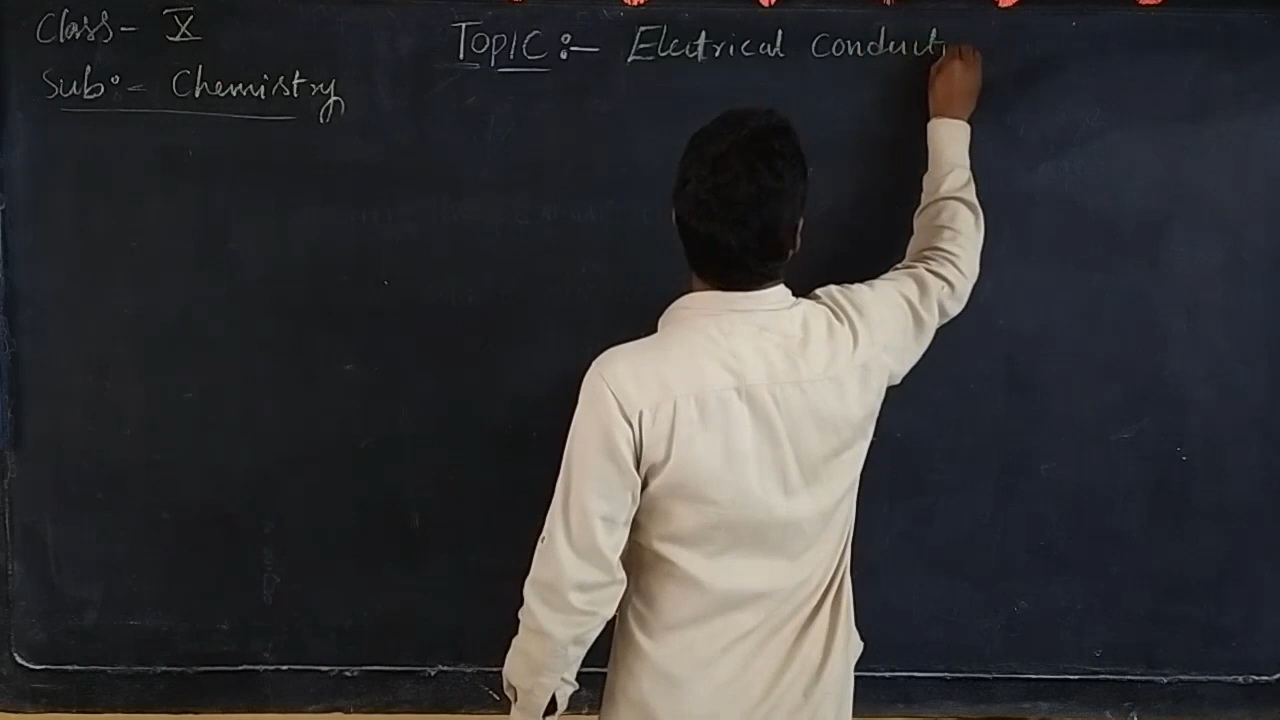 Class - X
Sub:- Chemistry
Topic :- Electrical Conduct